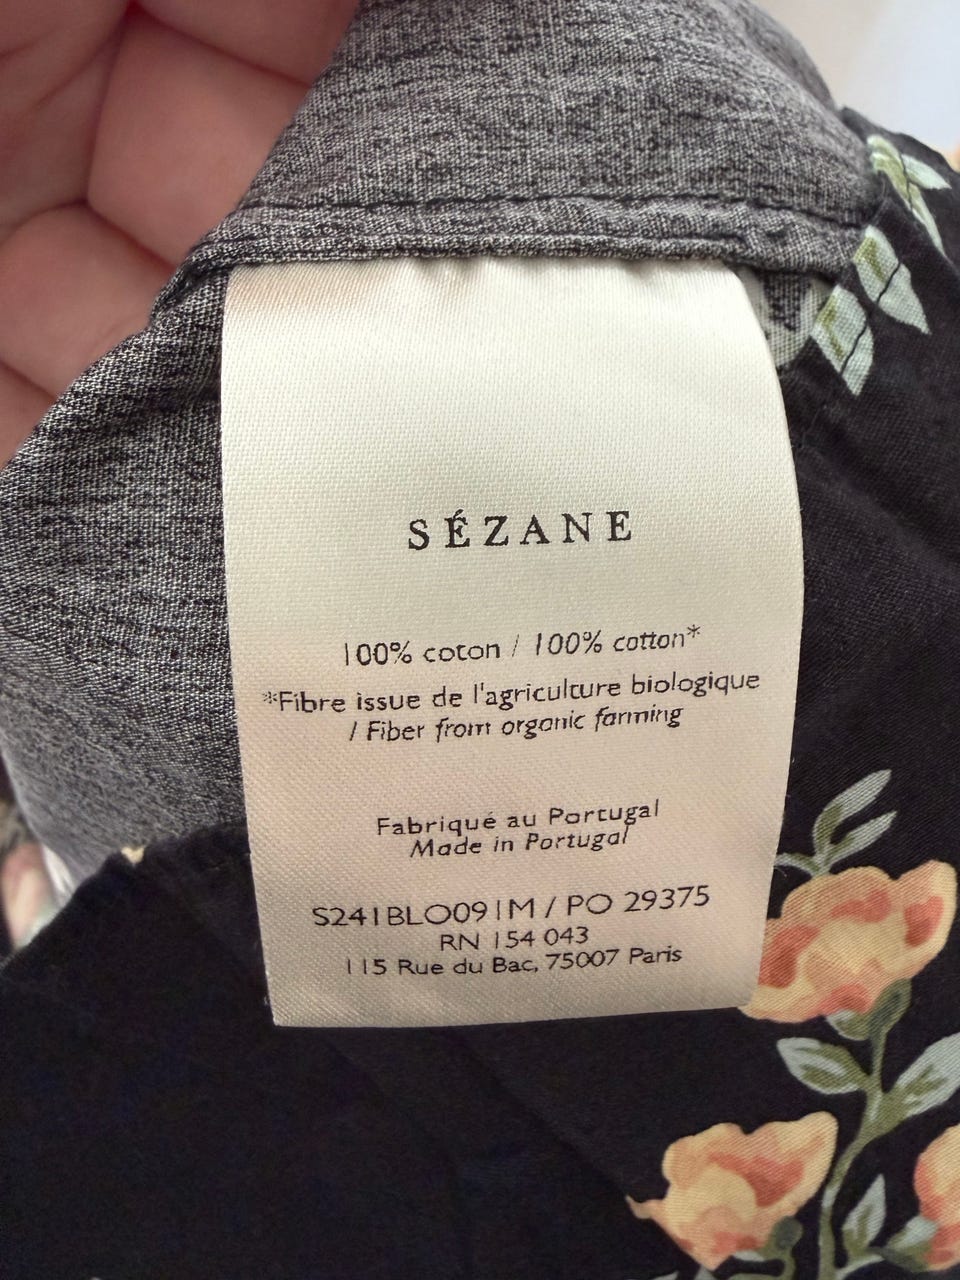 SÉZANE
100% coton / 100% cotton*
*Fibre issue de l'agriculture biologique
/ Fiber from organic farming
Fabriqué au Portugal
Made in Portugal
S241BLO091M / PO 29375
RN 154 043
115 Rue du Bac, 75007 Paris